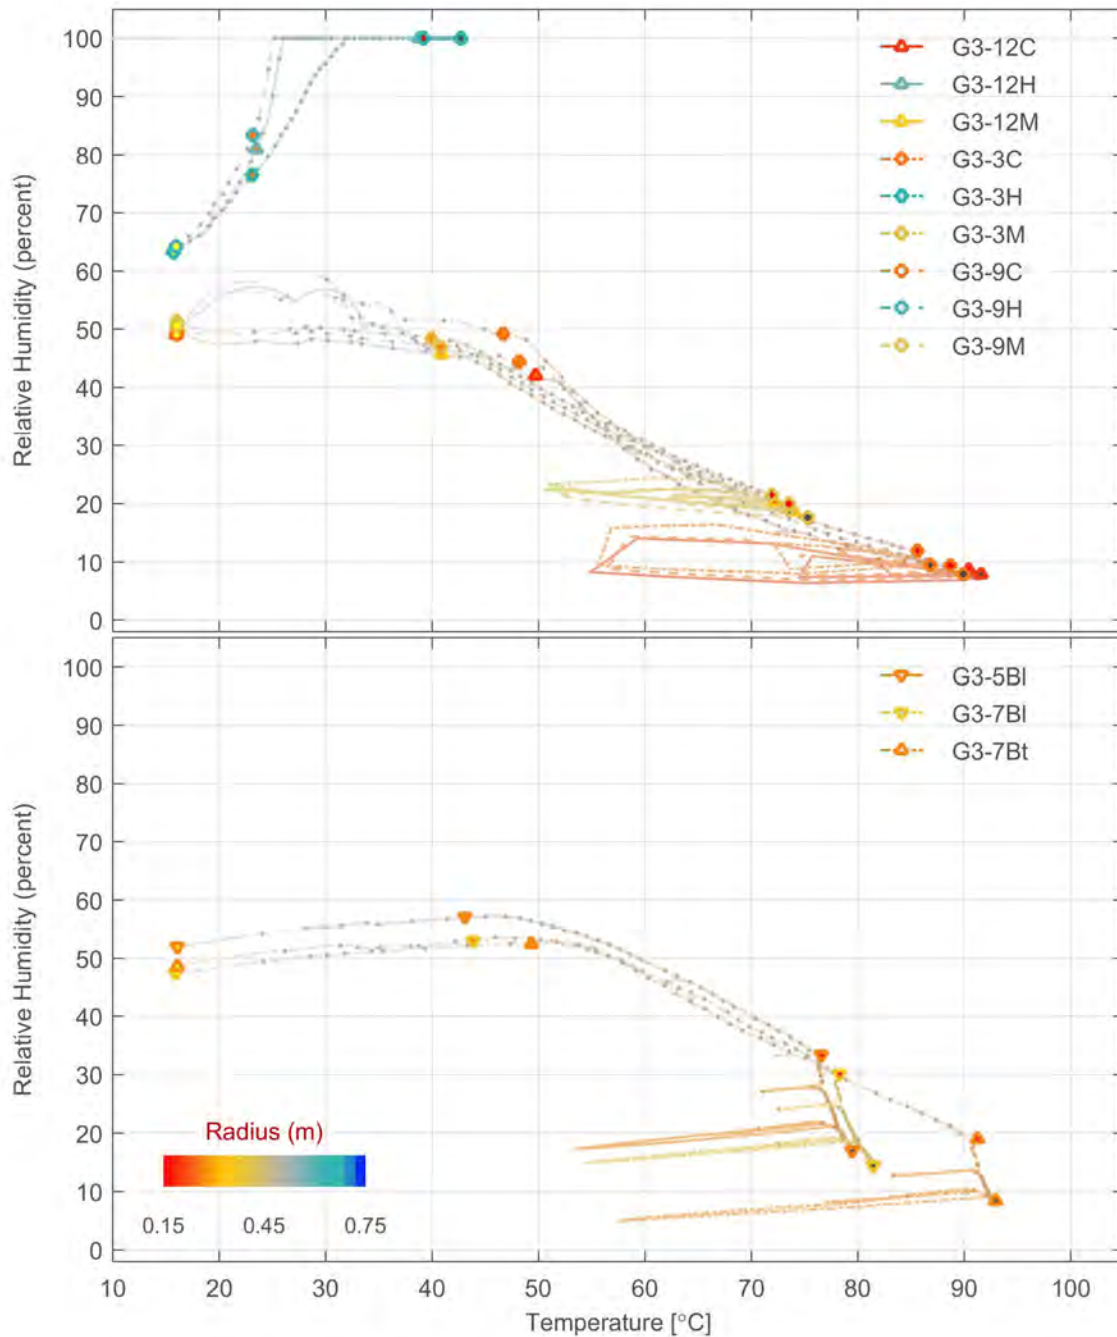 100
90
80
70
60
50
40
30
20
10
0
Relative Humidity (percent)
G3-12C
G3-12H
G3-12M
G3-3C
G3-3H
G3-3M
G3-9C
G3-9H
G3-9M
100
90
80
70
60
50
40
30
20
10
0
Relative Humidity (percent)
G3-5Bl
G3-7Bl
G3-7Bt
Radius (m)
0.15 0.45 0.75
10 20 30 40 50 60 70 80 90 100
Temperature [°C]